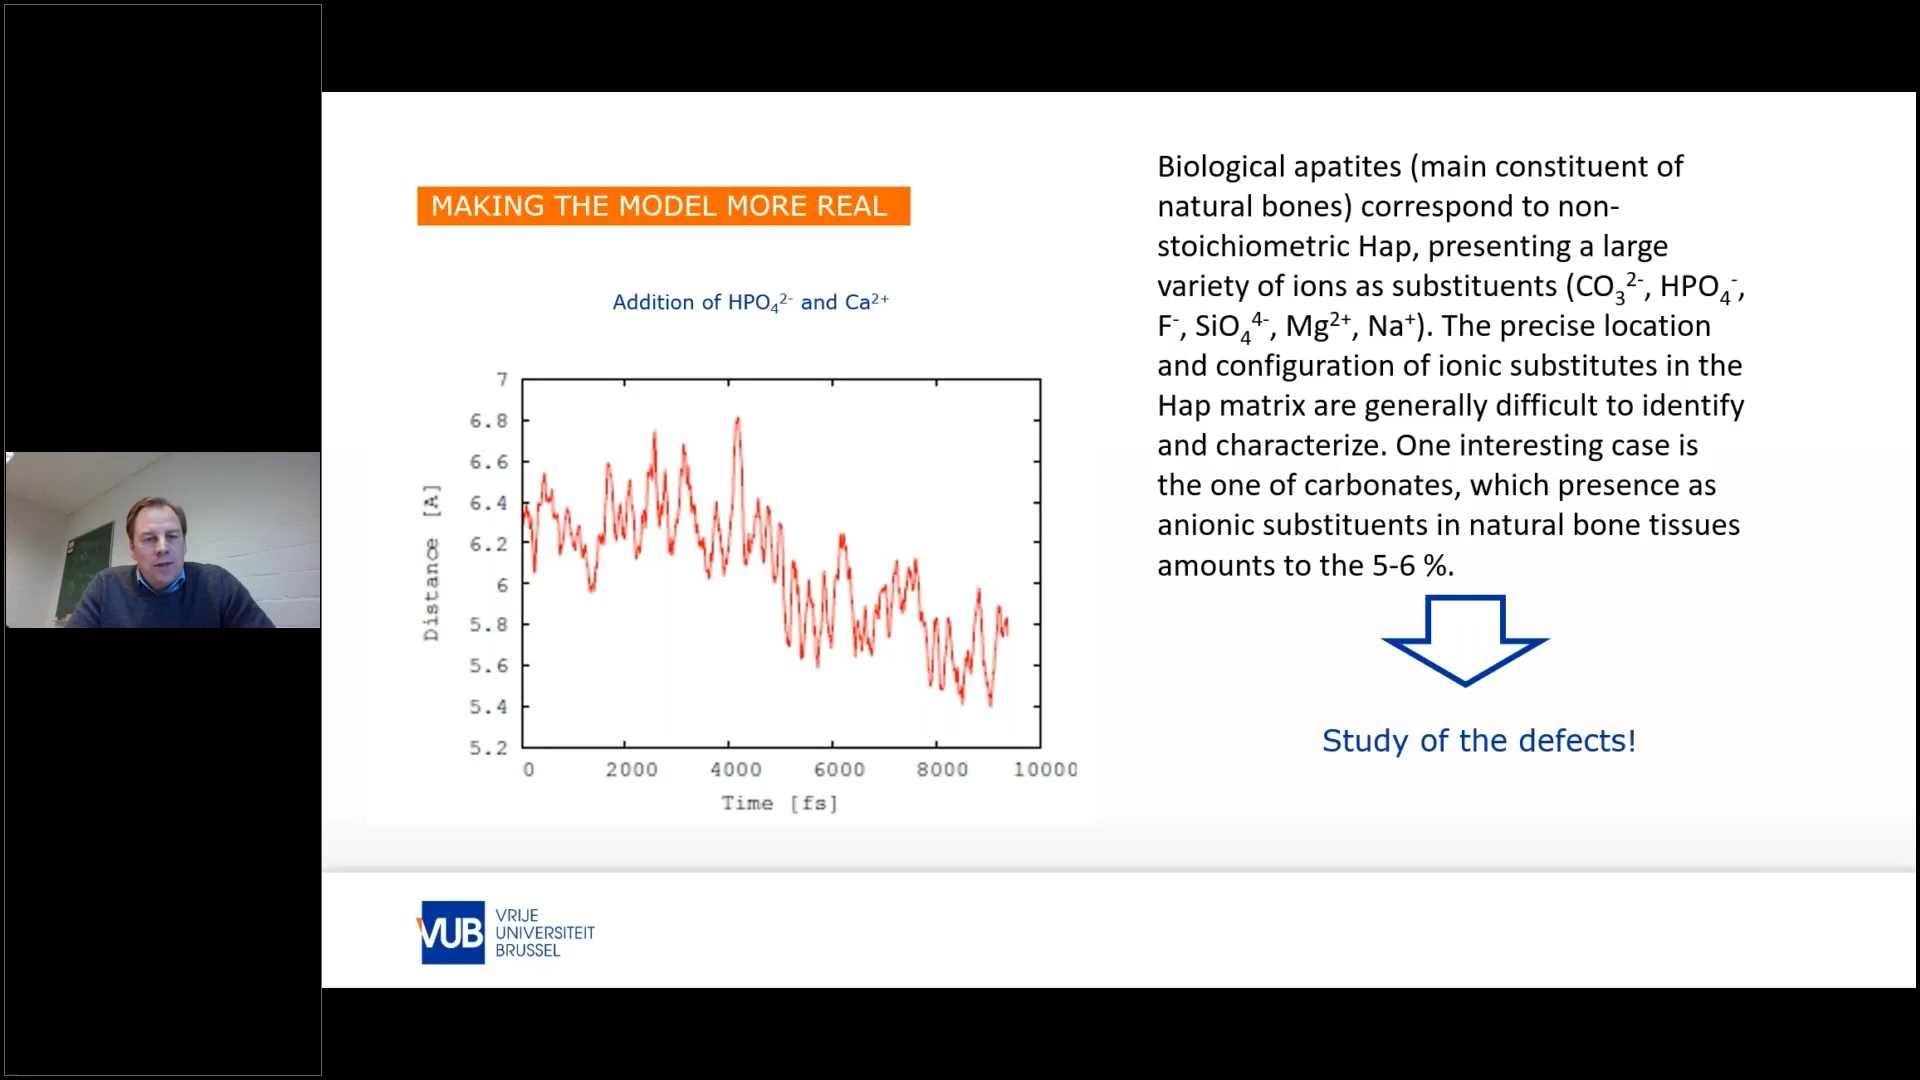 MAKING THE MODEL MORE REAL
Addition of HPO₄²⁻ and Ca²⁺
7
6.8
6.6
6.4
6.2
6
5.8
5.6
5.4
5.2
Distance [A]
0 2000 4000 6000 8000 10000
Time [fs]
Biological apatites (main constituent of
natural bones) correspond to non-
stoichiometric Hap, presenting a large
variety of ions as substituents (CO₃²⁻, HPO₄⁻,
F⁻, SiO₄⁴⁻, Mg²⁺, Na⁺). The precise location
and configuration of ionic substitutes in the
Hap matrix are generally difficult to identify
and characterize. One interesting case is
the one of carbonates, which presence as
anionic substituents in natural bone tissues
amounts to the 5-6 %.
Study of the defects!
VUB
VRIJE
UNIVERSITEIT
BRUSSEL